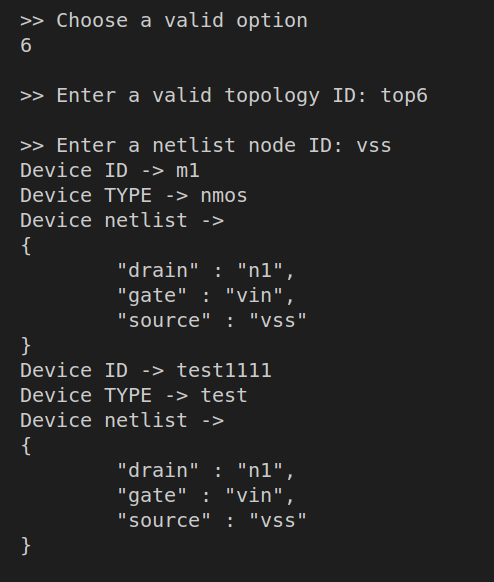 >> Choose a valid option
6
>> Enter a valid topology ID: top6
>> Enter a netlist node ID: vss
Device ID -> m1
Device TYPE -> nmos
Device netlist ->
{
"drain" : "n1",
"gate" : "vin",
"source" : "vss"
}
Device ID -> test1111
Device TYPE -> test
Device netlist ->
{
"drain" : "n1",
"gate" : "vin",
"source" : "vss"
}